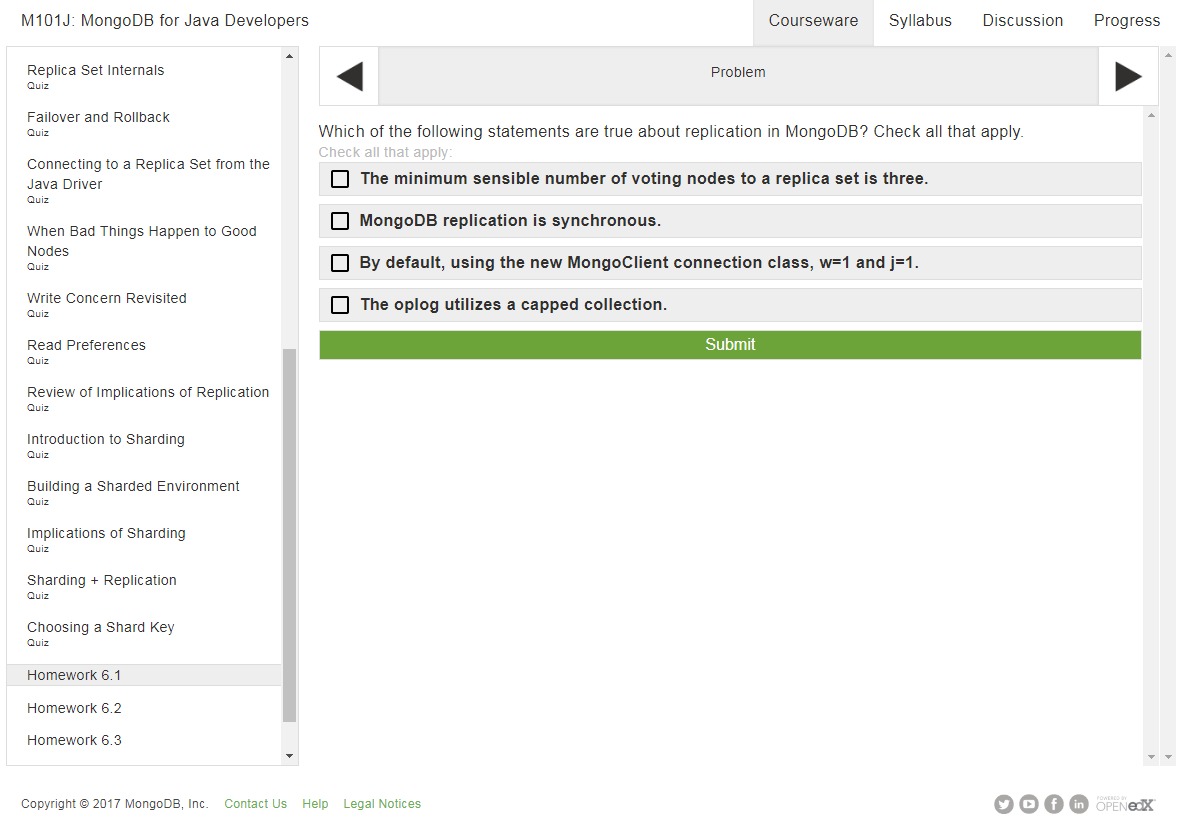 M101J: MongoDB for Java Developers
Courseware
Syllabus
Discussion
Progress
Replica Set Internals
Quiz
Failover and Rollback
Quiz
Connecting to a Replica Set from the
Java Driver
Quiz
When Bad Things Happen to Good
Nodes
Quiz
Write Concern Revisited
Quiz
Read Preferences
Quiz
Review of Implications of Replication
Quiz
Introduction to Sharding
Quiz
Building a Sharded Environment
Quiz
Implications of Sharding
Quiz
Sharding + Replication
Quiz
Choosing a Shard Key
Quiz
Homework 6.1
Homework 6.2
Homework 6.3
Problem
Which of the following statements are true about replication in MongoDB? Check all that apply.
Check all that apply:
The minimum sensible number of voting nodes to a replica set is three.
MongoDB replication is synchronous.
By default, using the new MongoClient connection class, w=1 and j=1.
The oplog utilizes a capped collection.
Submit
Copyright © 2017 MongoDB, Inc.
Contact Us
Help
Legal Notices
POWERED BY
OPEN edX